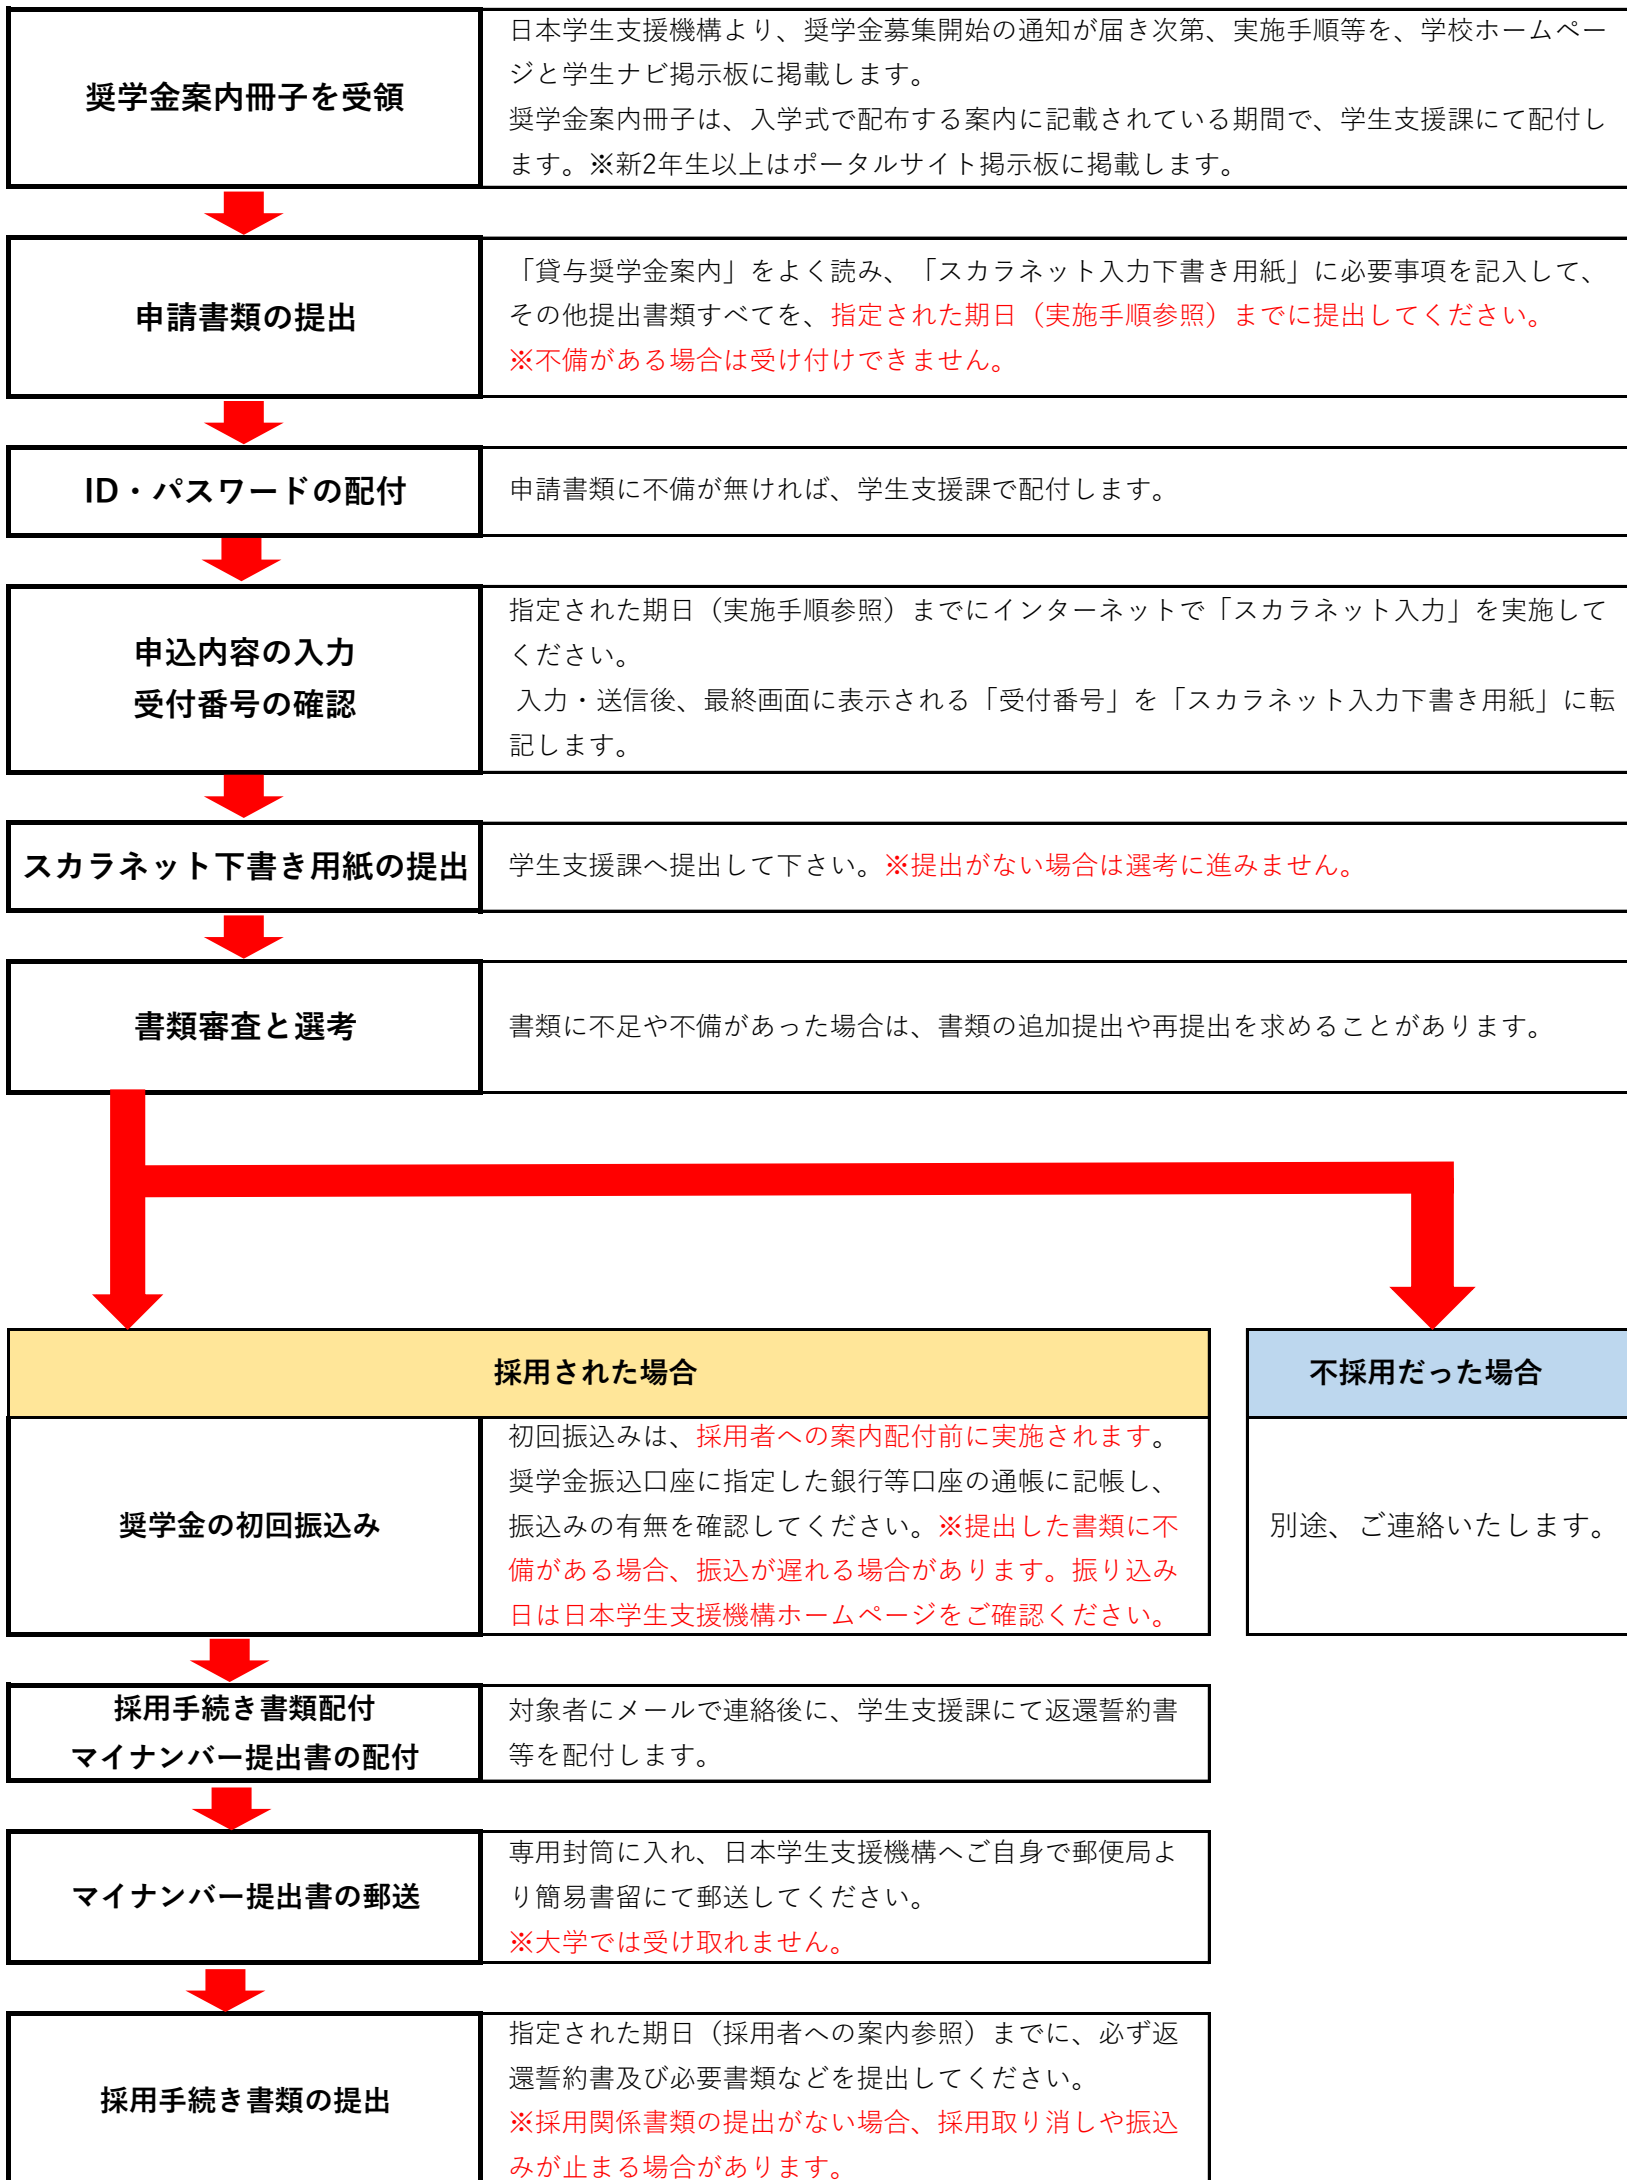 奨学金案内冊子を受領
日本学生支援機構より、奨学金募集開始の通知が届き次第、実施手順等を、学校ホームペー
ジと学生ナビ掲示板に掲載します。
奨学金案内冊子は、入学式で配布する案内に記載されている期間で、学生支援課にて配付し
ます。※新2年生以上はポータルサイト掲示板に掲載します。
申請書類の提出
「貸与奨学金案内」をよく読み、「スカラネット入力下書き用紙」に必要事項を記入して、
その他提出書類すべてを、指定された期日（実施手順参照）までに提出してください。
※不備がある場合は受け付けできません。
ID・パスワードの配付
申請書類に不備が無ければ、学生支援課で配付します。
申込内容の入力
受付番号の確認
指定された期日（実施手順参照）までにインターネットで「スカラネット入力」を実施して
ください。
入力・送信後、最終画面に表示される「受付番号」を「スカラネット入力下書き用紙」に転
記します。
スカラネット下書き用紙の提出
学生支援課へ提出して下さい。※提出がない場合は選考に進みません。
書類審査と選考
書類に不足や不備があった場合は、書類の追加提出や再提出を求めることがあります。
採用された場合
奨学金の初回振込み
初回振込みは、採用者への案内配付前に実施されます。
奨学金振込口座に指定した銀行等口座の通帳に記帳し、
振込みの有無を確認してください。※提出した書類に不
備がある場合、振込が遅れる場合があります。振り込み
日は日本学生支援機構ホームページをご確認ください。
不採用だった場合
別途、ご連絡いたします。
採用手続き書類配付
マイナンバー提出書の配付
対象者にメールで連絡後に、学生支援課にて返還誓約書
等を配付します。
マイナンバー提出書の郵送
専用封筒に入れ、日本学生支援機構へご自身で郵便局よ
り簡易書留にて郵送してください。
※大学では受け取れません。
採用手続き書類の提出
指定された期日（採用者への案内参照）までに、必ず返
還誓約書及び必要書類などを提出してください。
※採用関係書類の提出がない場合、採用取り消しや振込
みが止まる場合があります。